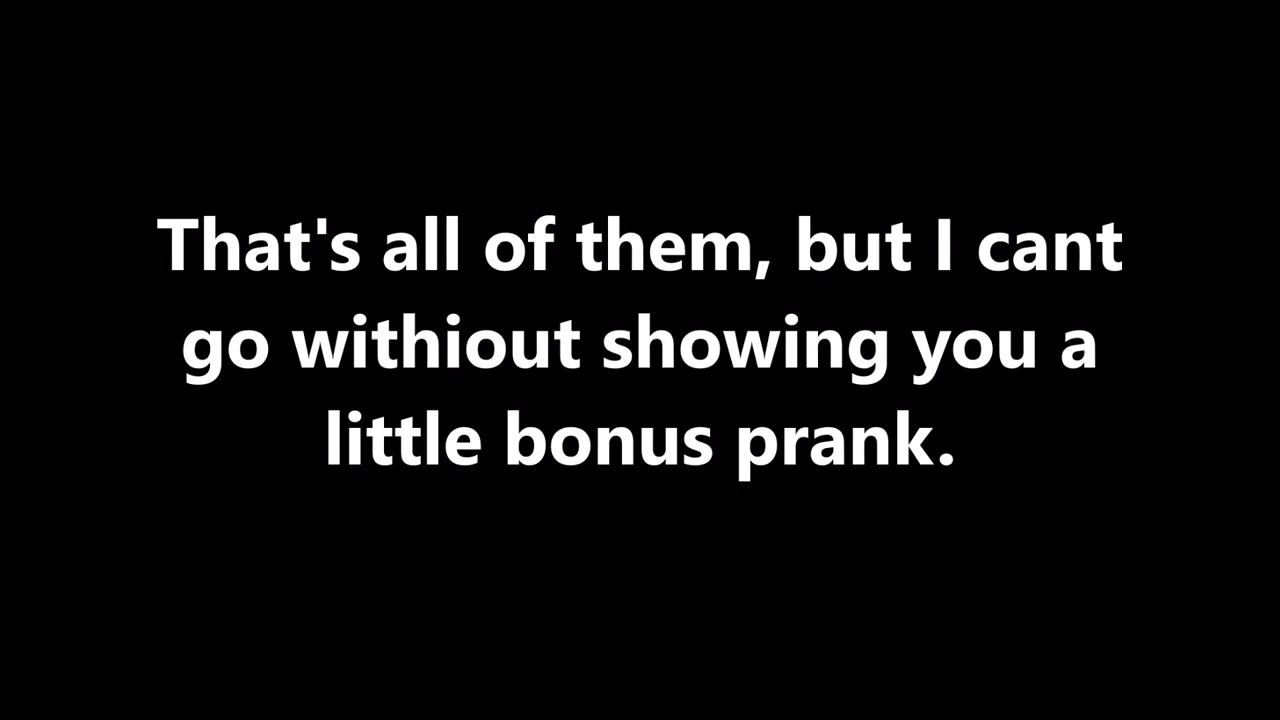 That's all of them, but I cant
go withiout showing you a
little bonus prank.